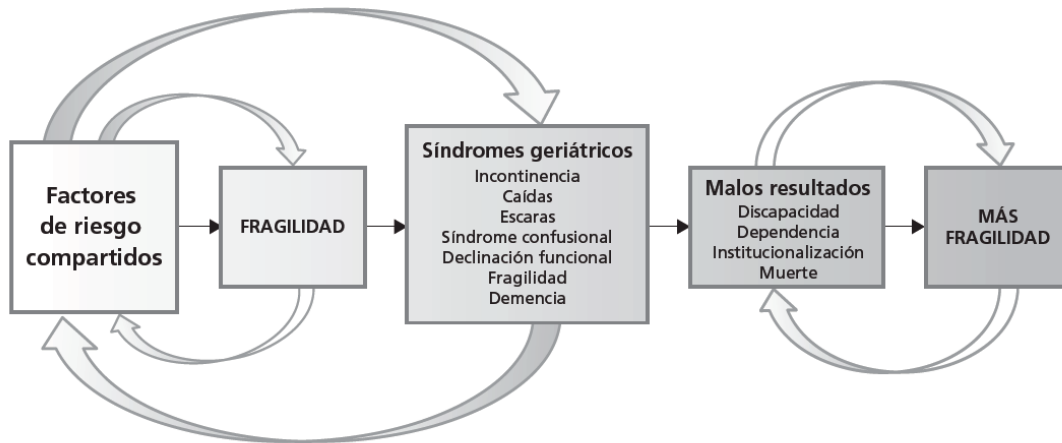 Factores
de riesgo
compartidos
FRAGILIDAD
Síndromes geriátricos
Incontinencia
Caídas
Escaras
Síndrome confusional
Declinación funcional
Fragilidad
Demencia
Malos resultados
Discapacidad
Dependencia
Institucionalización
Muerte
MÁS
FRAGILIDAD